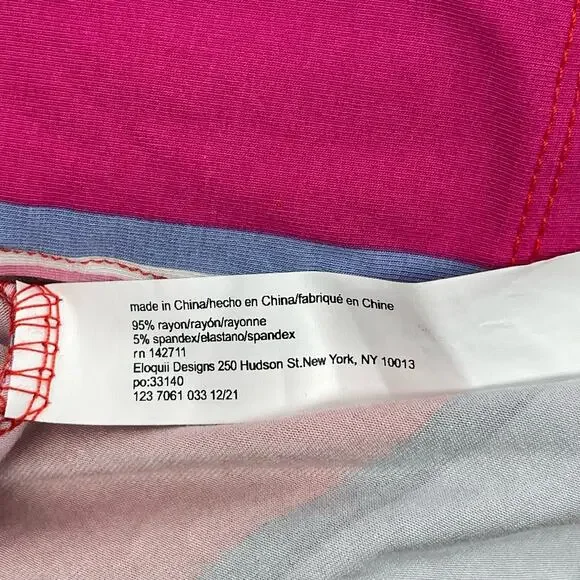 made in China/hecho en China/fabriqué en Chine
95% rayon/rayón/rayonne
5% spandex/elastano/spandex
rn 142711
Eloquii Designs 250 Hudson St.New York, NY 10013
po:33140
123 7061 033 12/21